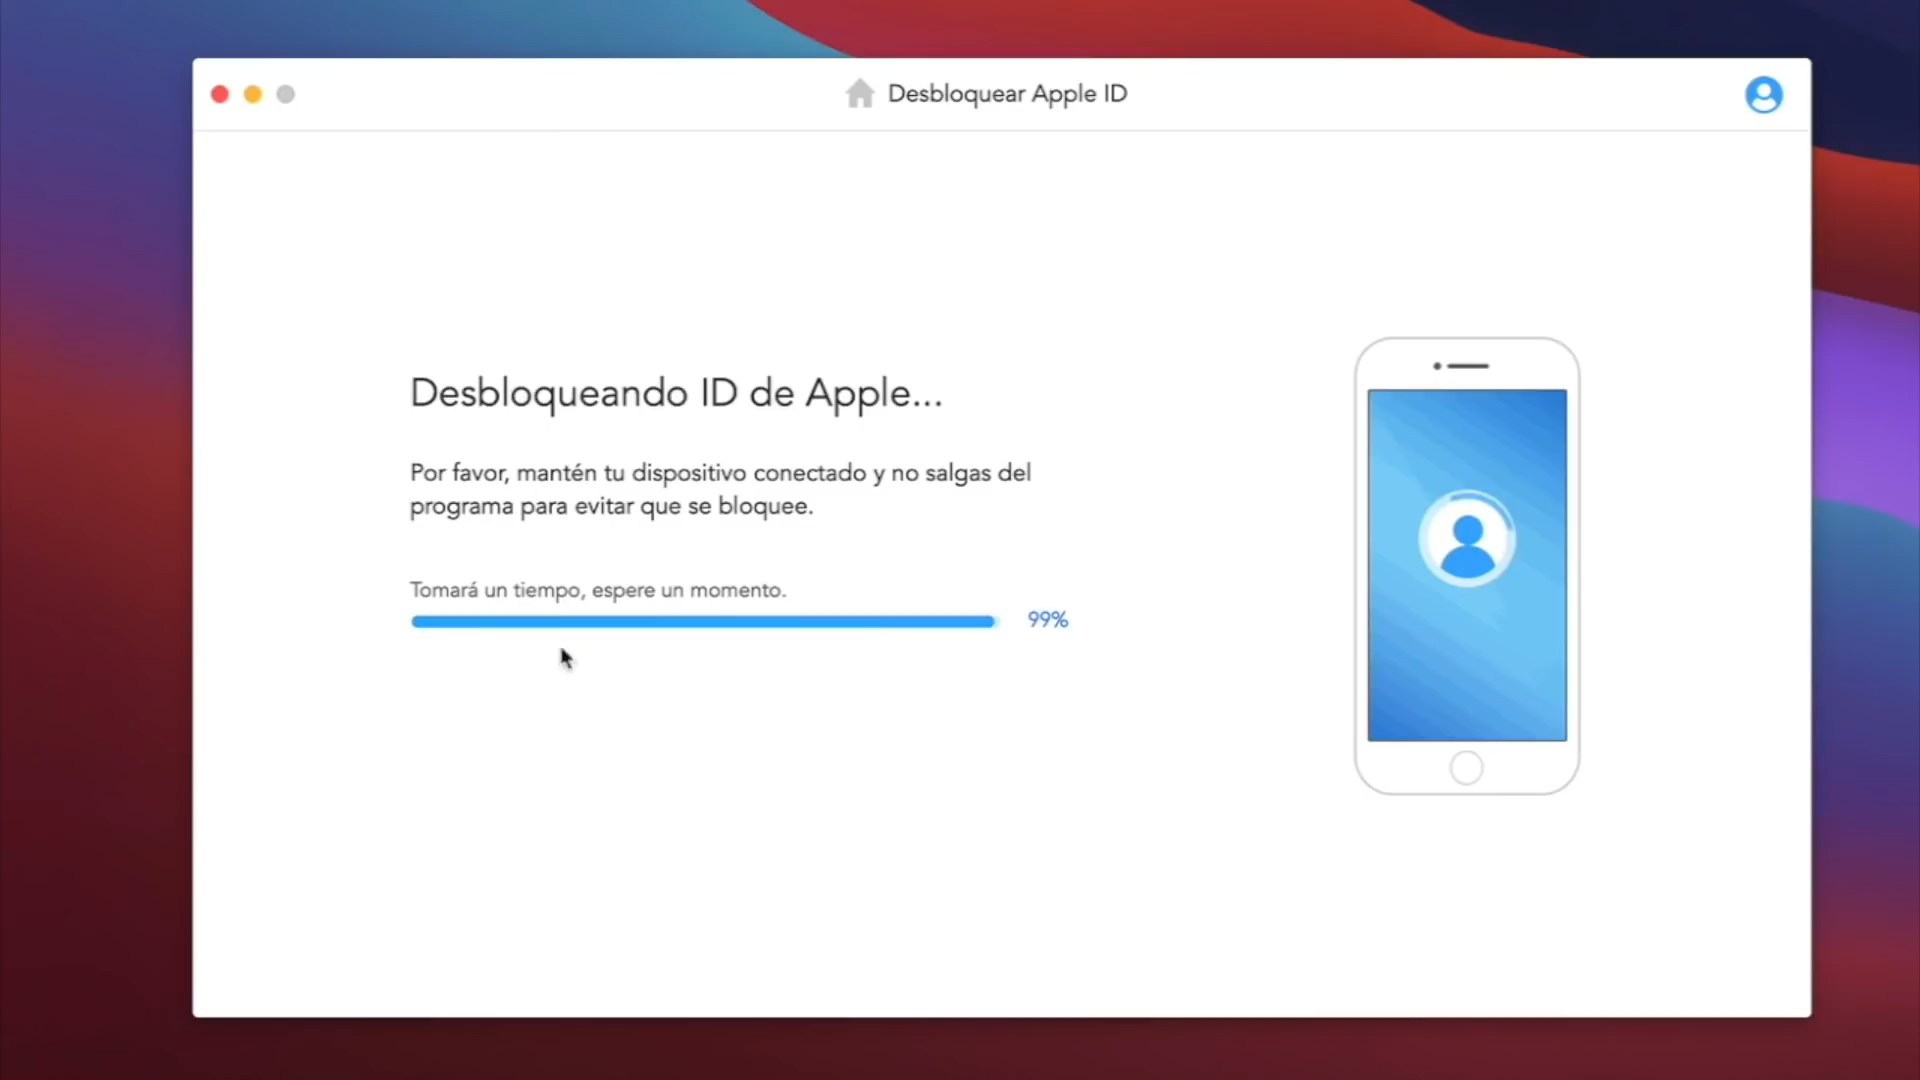 Desbloquear Apple ID
Desbloqueando ID de Apple...
Por favor, mantén tu dispositivo conectado y no salgas del
programa para evitar que se bloquee.
Tomará un tiempo, espere un momento.
99%